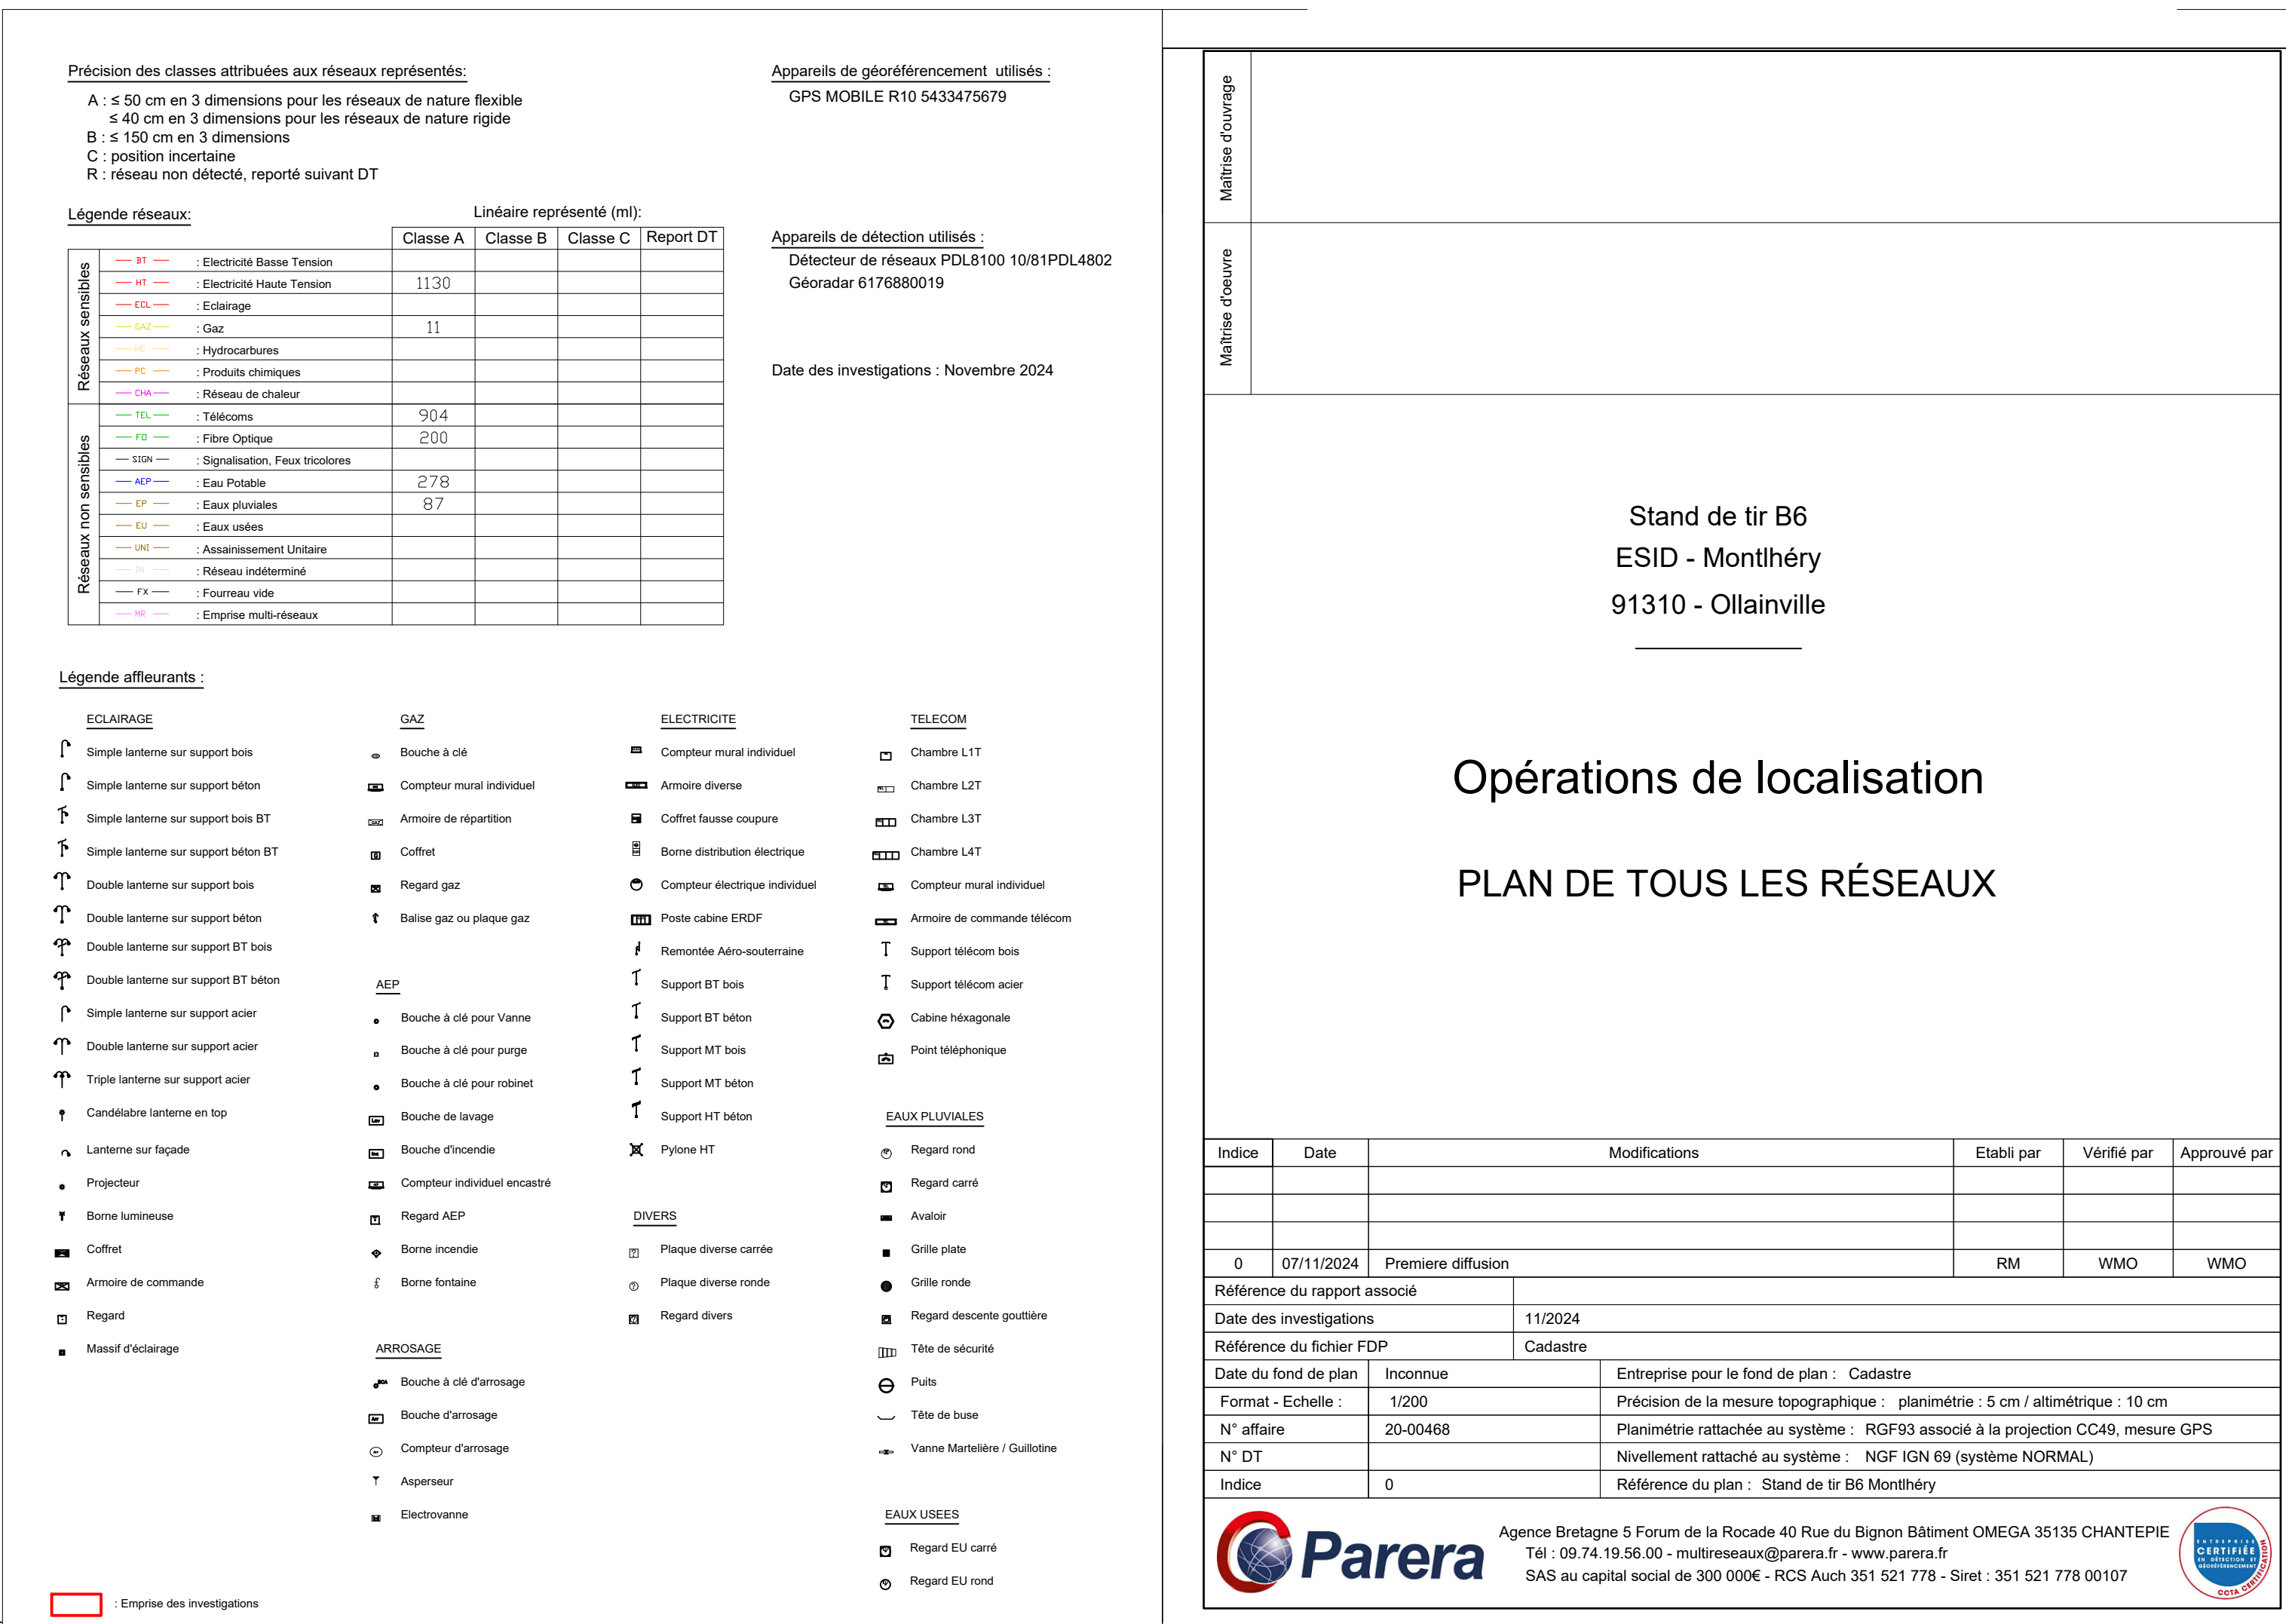 Précision des classes attribuées aux réseaux représentés:
A : ≤ 50 cm en 3 dimensions pour les réseaux de nature flexible
≤ 40 cm en 3 dimensions pour les réseaux de nature rigide
B : ≤ 150 cm en 3 dimensions
C : position incertaine
R : réseau non détecté, reporté suivant DT
Appareils de géoréférencement utilisés :
GPS MOBILE R10 5433475679
Légende réseaux:
Linéaire représenté (ml):
Classe A Classe B Classe C Report DT
Réseaux sensibles
BT : Electricité Basse Tension
HT : Electricité Haute Tension 1130
ECL : Eclairage
GAZ : Gaz 11
HC : Hydrocarbures
PC : Produits chimiques
CHA : Réseau de chaleur
Réseaux non sensibles
TEL : Télécoms 904
FO : Fibre Optique 200
SIGN : Signalisation, Feux tricolores
AEP : Eau Potable 278
EP : Eaux pluviales 87
EU : Eaux usées
UNI : Assainissement Unitaire
IN : Réseau indéterminé
FX : Fourreau vide
MR : Emprise multi-réseaux
Appareils de détection utilisés :
Détecteur de réseaux PDL8100 10/81PDL4802
Géoradar 6176880019
Date des investigations : Novembre 2024
Légende affleurants :
ECLAIRAGE
Simple lanterne sur support bois
Simple lanterne sur support béton
Simple lanterne sur support bois BT
Simple lanterne sur support béton BT
Double lanterne sur support bois
Double lanterne sur support béton
Double lanterne sur support BT bois
Double lanterne sur support BT béton
Simple lanterne sur support acier
Double lanterne sur support acier
Triple lanterne sur support acier
Candélabre lanterne en top
Lanterne sur façade
Projecteur
Borne lumineuse
Coffret
Armoire de commande
Regard
Massif d'éclairage
: Emprise des investigations
GAZ
Bouche à clé
Compteur mural individuel
Armoire de répartition
Coffret
Regard gaz
Balise gaz ou plaque gaz
AEP
Bouche à clé pour Vanne
Bouche à clé pour purge
Bouche à clé pour robinet
Bouche de lavage
Bouche d'incendie
Compteur individuel encastré
Regard AEP
Borne incendie
Borne fontaine
ARROSAGE
Bouche à clé d'arrosage
Bouche d'arrosage
Compteur d'arrosage
Asperseur
Electrovanne
ELECTRICITE
Compteur mural individuel
Armoire diverse
Coffret fausse coupure
Borne distribution électrique
Compteur électrique individuel
Poste cabine ERDF
Remontée Aéro-souterraine
Support BT bois
Support BT béton
Support MT bois
Support MT béton
Support HT béton
Pylone HT
DIVERS
Plaque diverse carrée
Plaque diverse ronde
Regard divers
TELECOM
Chambre L1T
Chambre L2T
Chambre L3T
Chambre L4T
Compteur mural individuel
Armoire de commande télécom
Support télécom bois
Support télécom acier
Cabine héxagonale
Point téléphonique
EAUX PLUVIALES
Regard rond
Regard carré
Avaloir
Grille plate
Grille ronde
Regard descente gouttière
Tête de sécurité
Puits
Tête de buse
Vanne Martelière / Guillotine
EAUX USEES
Regard EU carré
Regard EU rond
Maîtrise d'ouvrage
Maîtrise d'oeuvre
Stand de tir B6
ESID - Montlhéry
91310 - Ollainville
Opérations de localisation
PLAN DE TOUS LES RÉSEAUX
Indice Date Modifications Etabli par Vérifié par Approuvé par
0 07/11/2024 Premiere diffusion RM WMO WMO
Référence du rapport associé
Date des investigations 11/2024
Référence du fichier FDP Cadastre
Date du fond de plan Inconnue Entreprise pour le fond de plan : Cadastre
Format - Echelle : 1/200 Précision de la mesure topographique : planimétrie : 5 cm / altimétrique : 10 cm
N° affaire 20-00468 Planimétrie rattachée au système : RGF93 associé à la projection CC49, mesure GPS
N° DT Nivellement rattaché au système : NGF IGN 69 (système NORMAL)
Indice 0 Référence du plan : Stand de tir B6 Montlhéry
Parera
Agence Bretagne 5 Forum de la Rocade 40 Rue du Bignon Bâtiment OMEGA 35135 CHANTEPIE
Tél : 09.74.19.56.00 - multireseaux@parera.fr - www.parera.fr
SAS au capital social de 300 000€ - RCS Auch 351 521 778 - Siret : 351 521 778 00107
ENTREPRISE
CERTIFIÉE
EN DÉTECTION ET
GÉORÉFÉRENCEMENT
CCTA CERTIFICATION